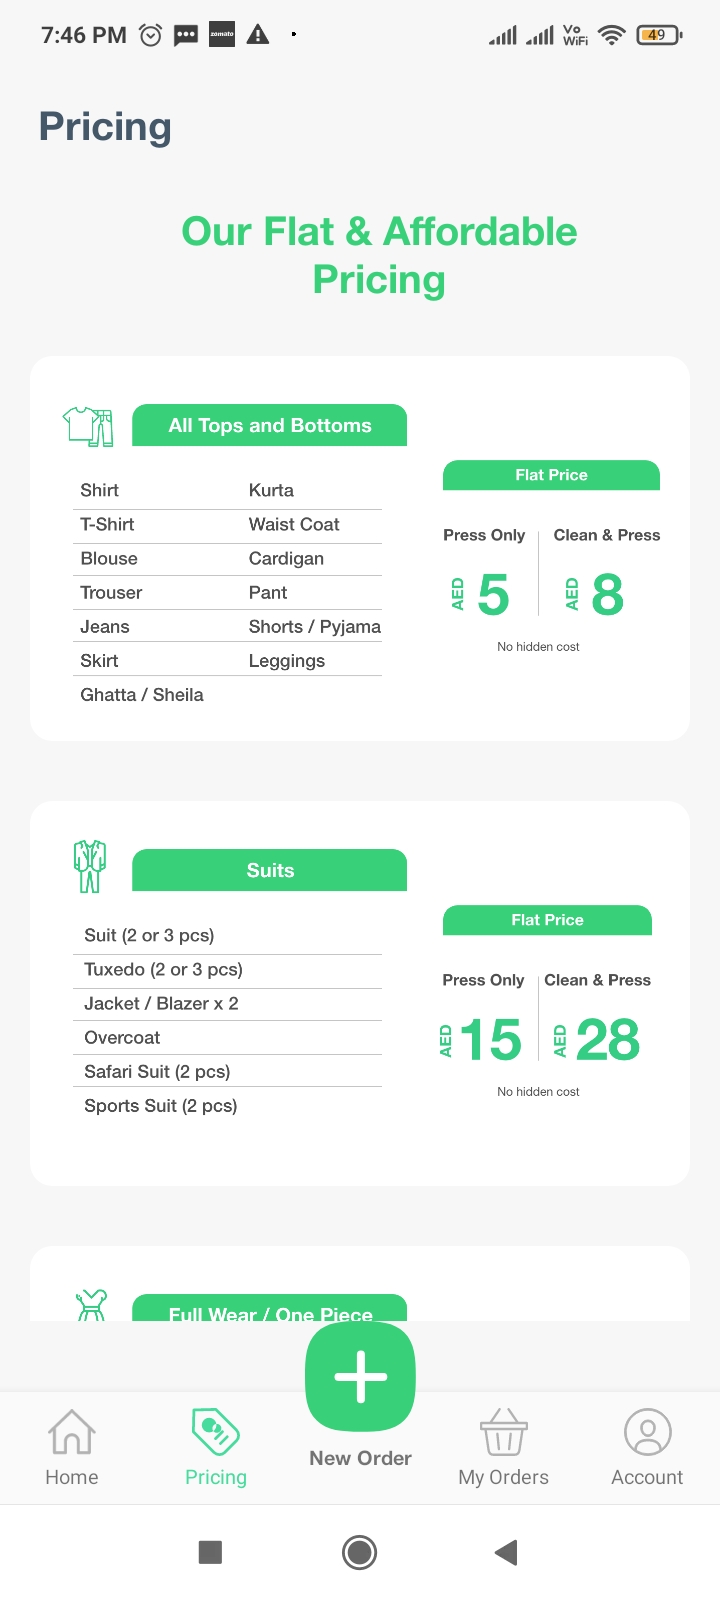 7:46 PM
zomato
Vo
WiFi
49
Pricing
Our Flat & Affordable
Pricing
All Tops and Bottoms
Shirt Kurta
T-Shirt Waist Coat
Blouse Cardigan
Trouser Pant
Jeans Shorts / Pyjama
Skirt Leggings
Ghatta / Sheila
Flat Price
Press Only Clean & Press
AED 5 AED 8
No hidden cost
Suits
Suit (2 or 3 pcs)
Tuxedo (2 or 3 pcs)
Jacket / Blazer x 2
Overcoat
Safari Suit (2 pcs)
Sports Suit (2 pcs)
Flat Price
Press Only Clean & Press
AED 15 AED 28
No hidden cost
Full Wear / One Piece
Home Pricing New Order My Orders Account